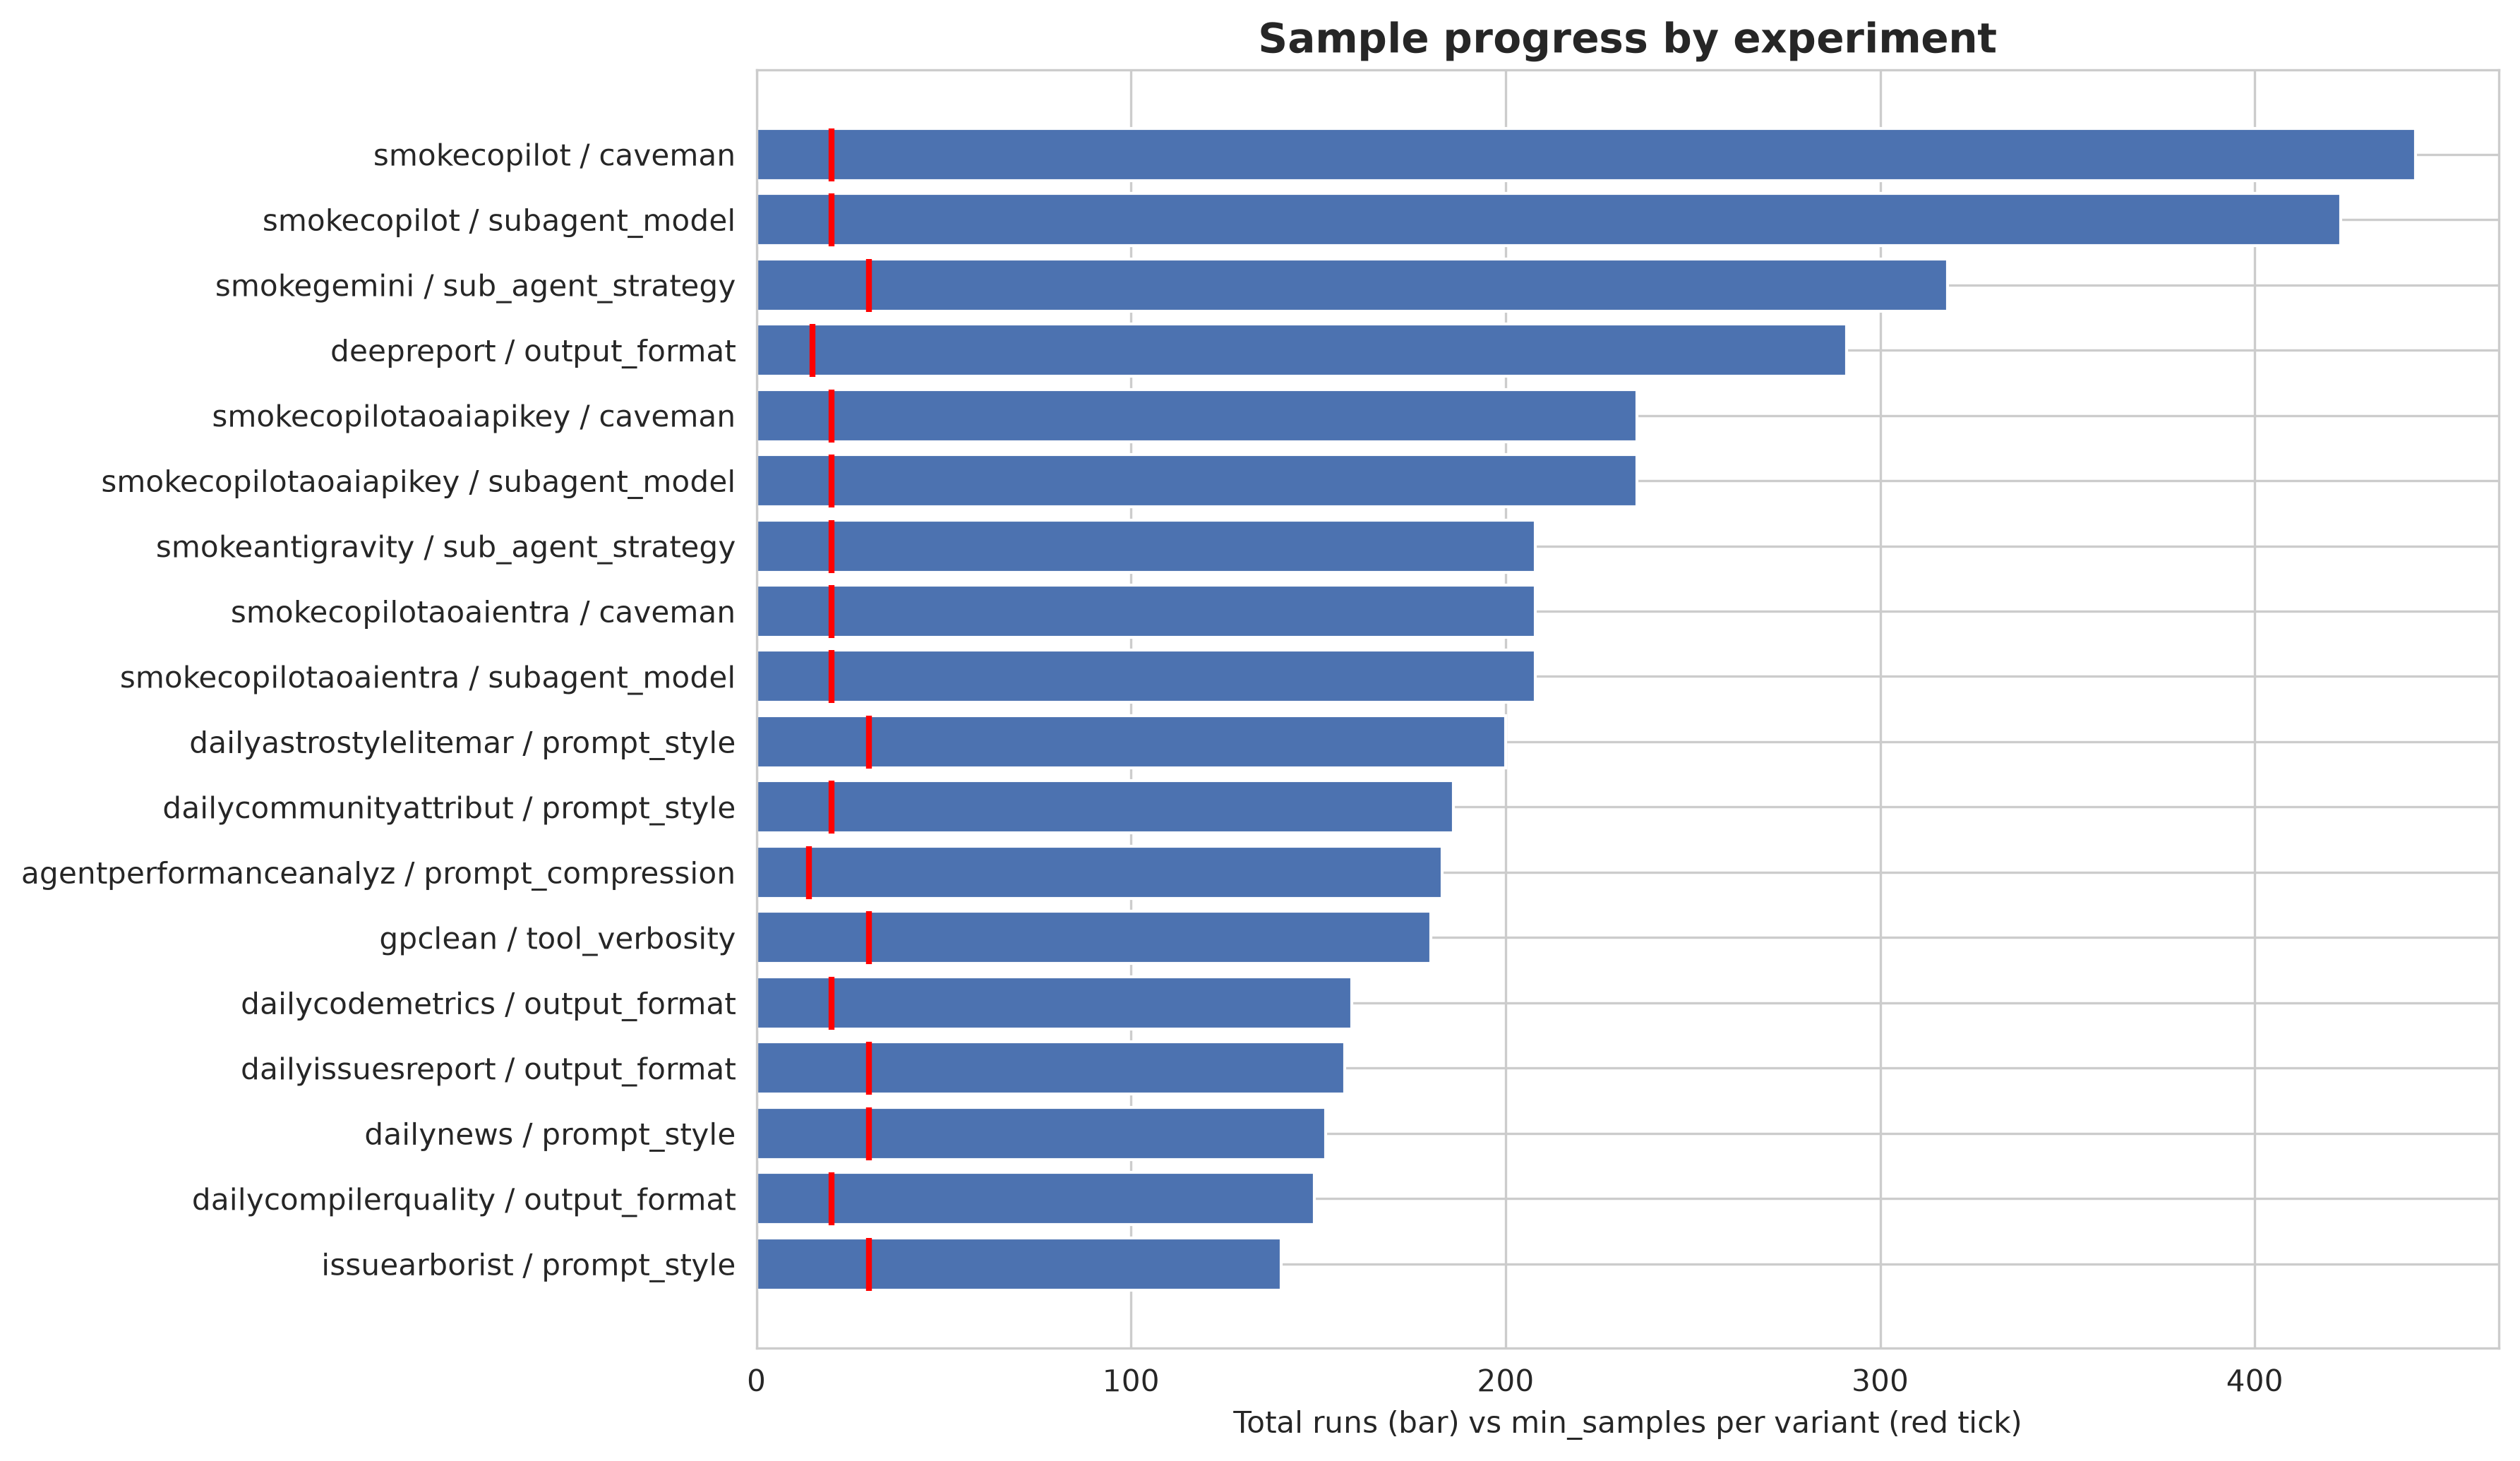 Sample progress by experiment
smokecopilot / caveman
smokecopilot / subagent_model
smokegemini / sub_agent_strategy
deepreport / output_format
smokecopilotaoaiapikey / caveman
smokecopilotaoaiapikey / subagent_model
smokeantigravity / sub_agent_strategy
smokecopilotaoaientra / caveman
smokecopilotaoaientra / subagent_model
dailyastrostylelitemar / prompt_style
dailycommunityattribut / prompt_style
agentperformanceanalyz / prompt_compression
gpclean / tool_verbosity
dailycodemetrics / output_format
dailyissuesreport / output_format
dailynews / prompt_style
dailycompilerquality / output_format
issuearborist / prompt_style
0 100 200 300 400
Total runs (bar) vs min_samples per variant (red tick)